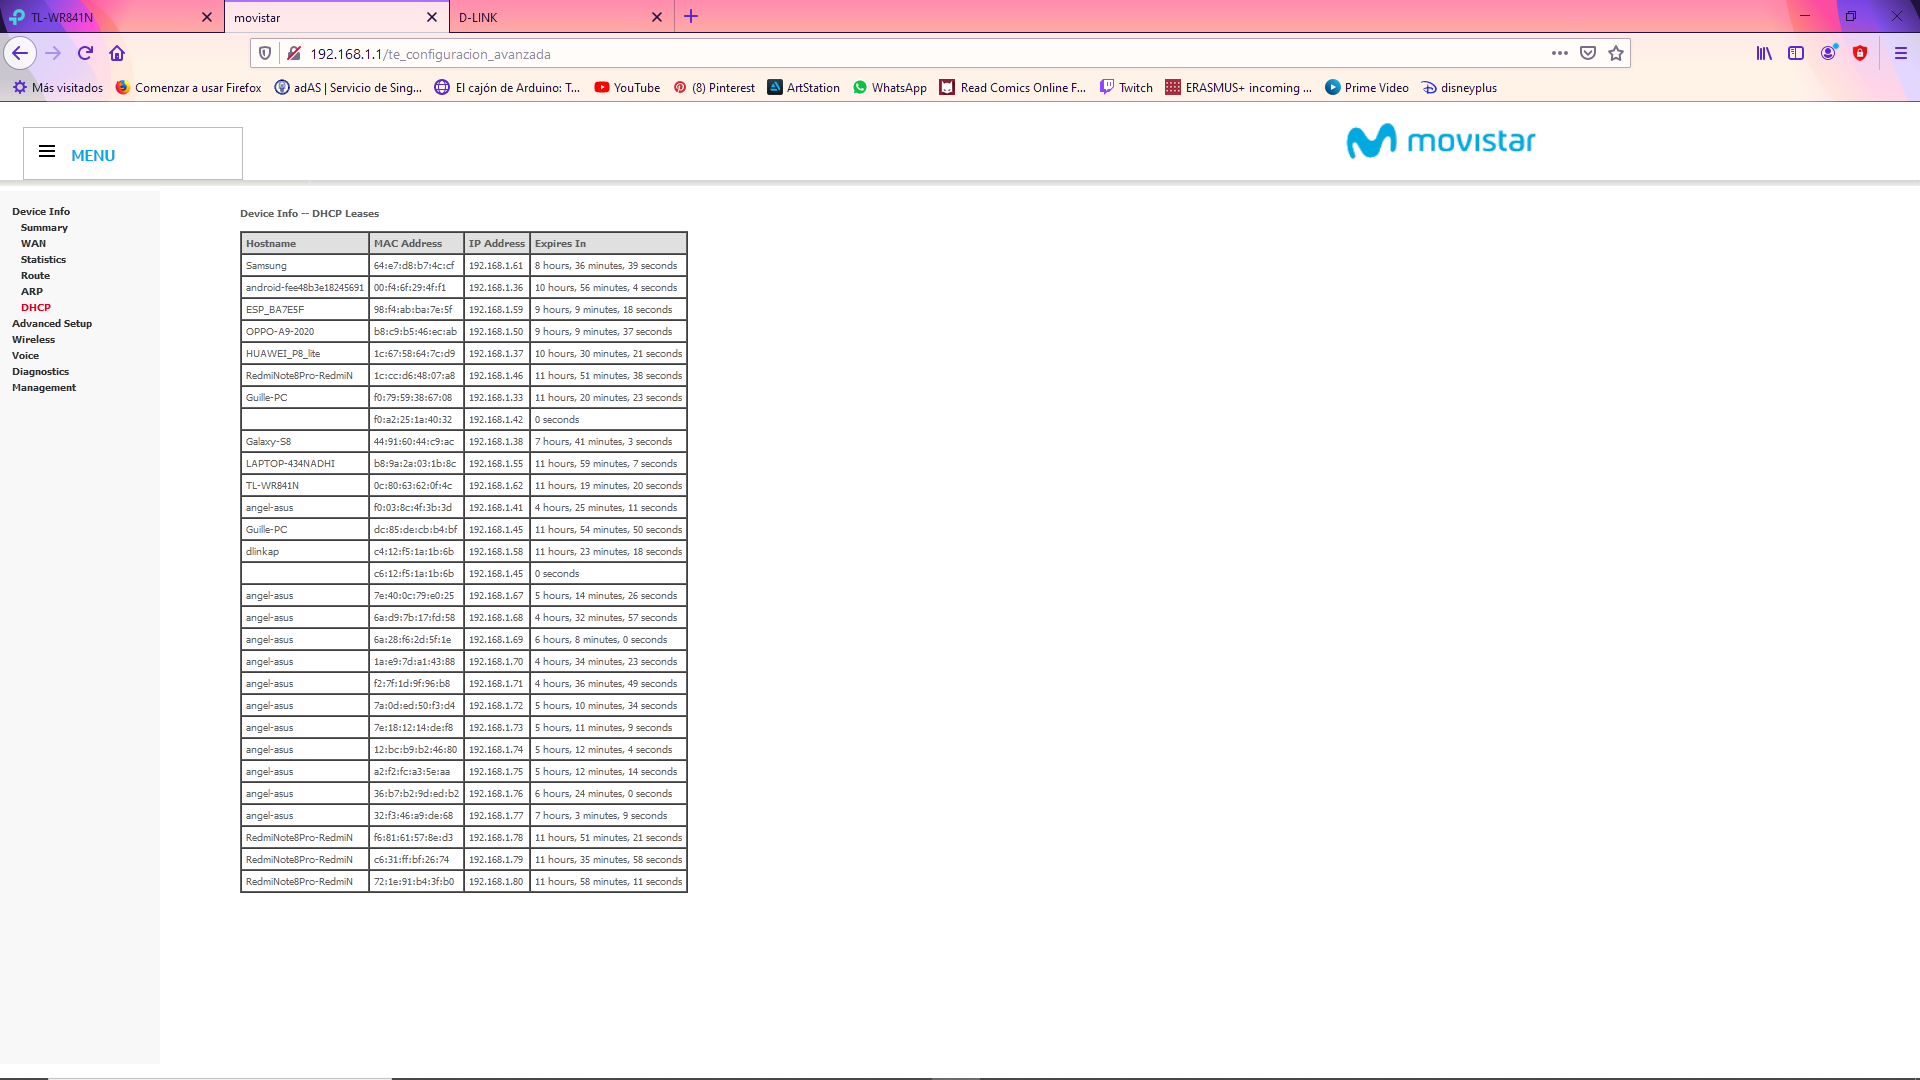 TL-WR841N
movistar
D-LINK
192.168.1.1/te_configuracion_avanzada
Más visitados
Comenzar a usar Firefox
adAS | Servicio de Sing...
El cajón de Arduino: T...
YouTube
(8) Pinterest
ArtStation
WhatsApp
Read Comics Online F...
Twitch
ERASMUS+ incoming ...
Prime Video
disneyplus
MENU
movistar
Device Info
Summary
WAN
Statistics
Route
ARP
DHCP
Advanced Setup
Wireless
Voice
Diagnostics
Management
Device Info -- DHCP Leases
Hostname MAC Address IP Address Expires In
Samsung 64:e7:d8:b7:4c:cf 192.168.1.61 8 hours, 36 minutes, 39 seconds
android-fee48b3e18245691 00:f4:6f:29:4f:f1 192.168.1.36 10 hours, 56 minutes, 4 seconds
ESP_BA7E5F 98:f4:ab:ba:7e:5f 192.168.1.59 9 hours, 9 minutes, 18 seconds
OPPO-A9-2020 b8:c9:b5:46:ec:ab 192.168.1.50 9 hours, 9 minutes, 37 seconds
HUAWEI_P8_lite 1c:67:58:64:7c:d9 192.168.1.37 10 hours, 30 minutes, 21 seconds
RedmiNote8Pro-RedmiN 1c:cc:d6:48:07:a8 192.168.1.46 11 hours, 51 minutes, 38 seconds
Guille-PC f0:79:59:38:67:08 192.168.1.33 11 hours, 20 minutes, 23 seconds
f0:a2:25:1a:40:32 192.168.1.42 0 seconds
Galaxy-S8 44:91:60:44:c9:ac 192.168.1.38 7 hours, 41 minutes, 3 seconds
LAPTOP-434NADHI b8:9a:2a:03:1b:8c 192.168.1.55 11 hours, 59 minutes, 7 seconds
TL-WR841N 0c:80:63:62:0f:4c 192.168.1.62 11 hours, 19 minutes, 20 seconds
angel-asus f0:03:8c:4f:3b:3d 192.168.1.41 4 hours, 25 minutes, 11 seconds
Guille-PC dc:85:de:cb:b4:bf 192.168.1.45 11 hours, 54 minutes, 50 seconds
dlinkap c4:12:f5:1a:1b:6b 192.168.1.58 11 hours, 23 minutes, 18 seconds
c6:12:f5:1a:1b:6b 192.168.1.45 0 seconds
angel-asus 7e:40:0c:79:e0:25 192.168.1.67 5 hours, 14 minutes, 26 seconds
angel-asus 6a:d9:7b:17:fd:58 192.168.1.68 4 hours, 32 minutes, 57 seconds
angel-asus 6a:28:f6:2d:5f:1e 192.168.1.69 6 hours, 8 minutes, 0 seconds
angel-asus 1a:e9:7d:a1:43:88 192.168.1.70 4 hours, 34 minutes, 23 seconds
angel-asus f2:7f:1d:9f:96:b8 192.168.1.71 4 hours, 36 minutes, 49 seconds
angel-asus 7a:0d:ed:50:f3:d4 192.168.1.72 5 hours, 10 minutes, 34 seconds
angel-asus 7e:18:12:14:de:f8 192.168.1.73 5 hours, 11 minutes, 9 seconds
angel-asus 12:bc:b9:b2:46:80 192.168.1.74 5 hours, 12 minutes, 4 seconds
angel-asus a2:f2:fc:a3:5e:aa 192.168.1.75 5 hours, 12 minutes, 14 seconds
angel-asus 36:b7:b2:9d:ed:b2 192.168.1.76 6 hours, 24 minutes, 0 seconds
angel-asus 32:f3:46:a9:de:68 192.168.1.77 7 hours, 3 minutes, 9 seconds
RedmiNote8Pro-RedmiN f6:81:61:57:8e:d3 192.168.1.78 11 hours, 51 minutes, 21 seconds
RedmiNote8Pro-RedmiN c6:31:ff:bf:26:74 192.168.1.79 11 hours, 35 minutes, 58 seconds
RedmiNote8Pro-RedmiN 72:1e:91:b4:3f:b0 192.168.1.80 11 hours, 58 minutes, 11 seconds